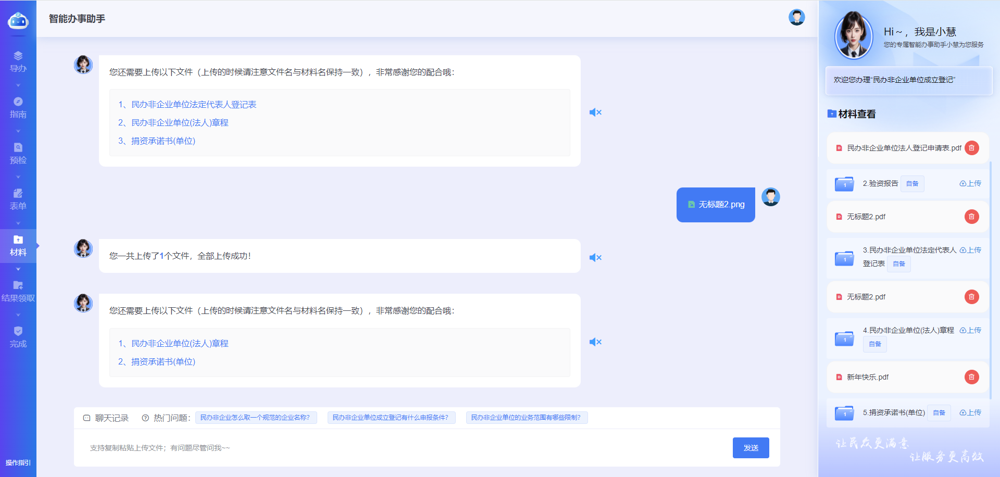 智能办事助手
导办
指南
预检
表单
材料
结果领取
完成
操作指引
您还需要上传以下文件（上传的时候请注意文件名与材料名保持一致），非常感谢您的配合哦：
1、民办非企业单位法定代表人登记表
2、民办非企业单位(法人)章程
3、捐资承诺书(单位)
无标题2.png
您一共上传了1个文件，全部上传成功！
您还需要上传以下文件（上传的时候请注意文件名与材料名保持一致），非常感谢您的配合哦：
1、民办非企业单位(法人)章程
2、捐资承诺书(单位)
聊天记录 热门问题： 民办非企业怎么取一个规范的企业名称？ 民办非企业单位成立登记有什么申报条件？ 民办非企业单位的业务范围有哪些限制？
支持复制粘贴上传文件；有问题尽管问我~~
发送
Hi～，我是小慧
您的专属智能办事助手小慧为您服务
欢迎您办理“民办非企业单位成立登记”
材料查看
民办非企业单位法人登记申请表.pdf
1 2.验资报告 自备 上传
无标题2.pdf
1 3.民办非企业单位法定代表人 上传
登记表 自备
无标题2.pdf
1 4.民办非企业单位(法人)章程 上传
自备
新年快乐.pdf
1 5.捐资承诺书(单位) 自备 上传
让民众更满意
让服务更高效